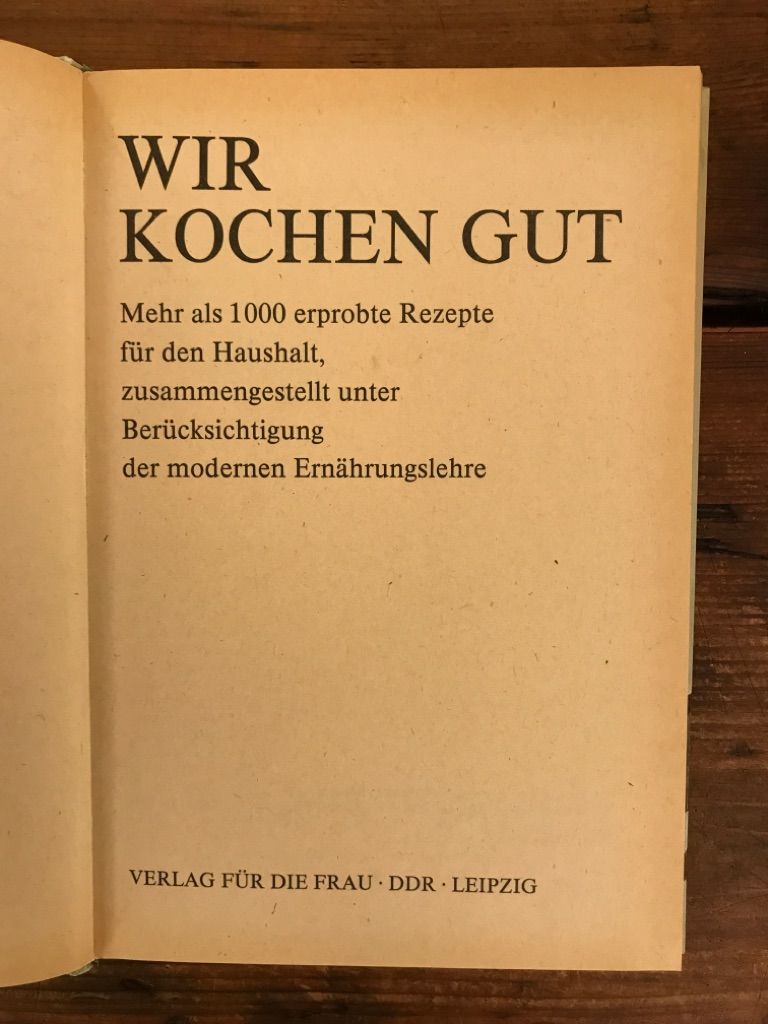 WIR
KOCHEN GUT
Mehr als 1000 erprobte Rezepte
für den Haushalt,
zusammengestellt unter
Berücksichtigung
der modernen Ernährungslehre
VERLAG FÜR DIE FRAU · DDR · LEIPZIG